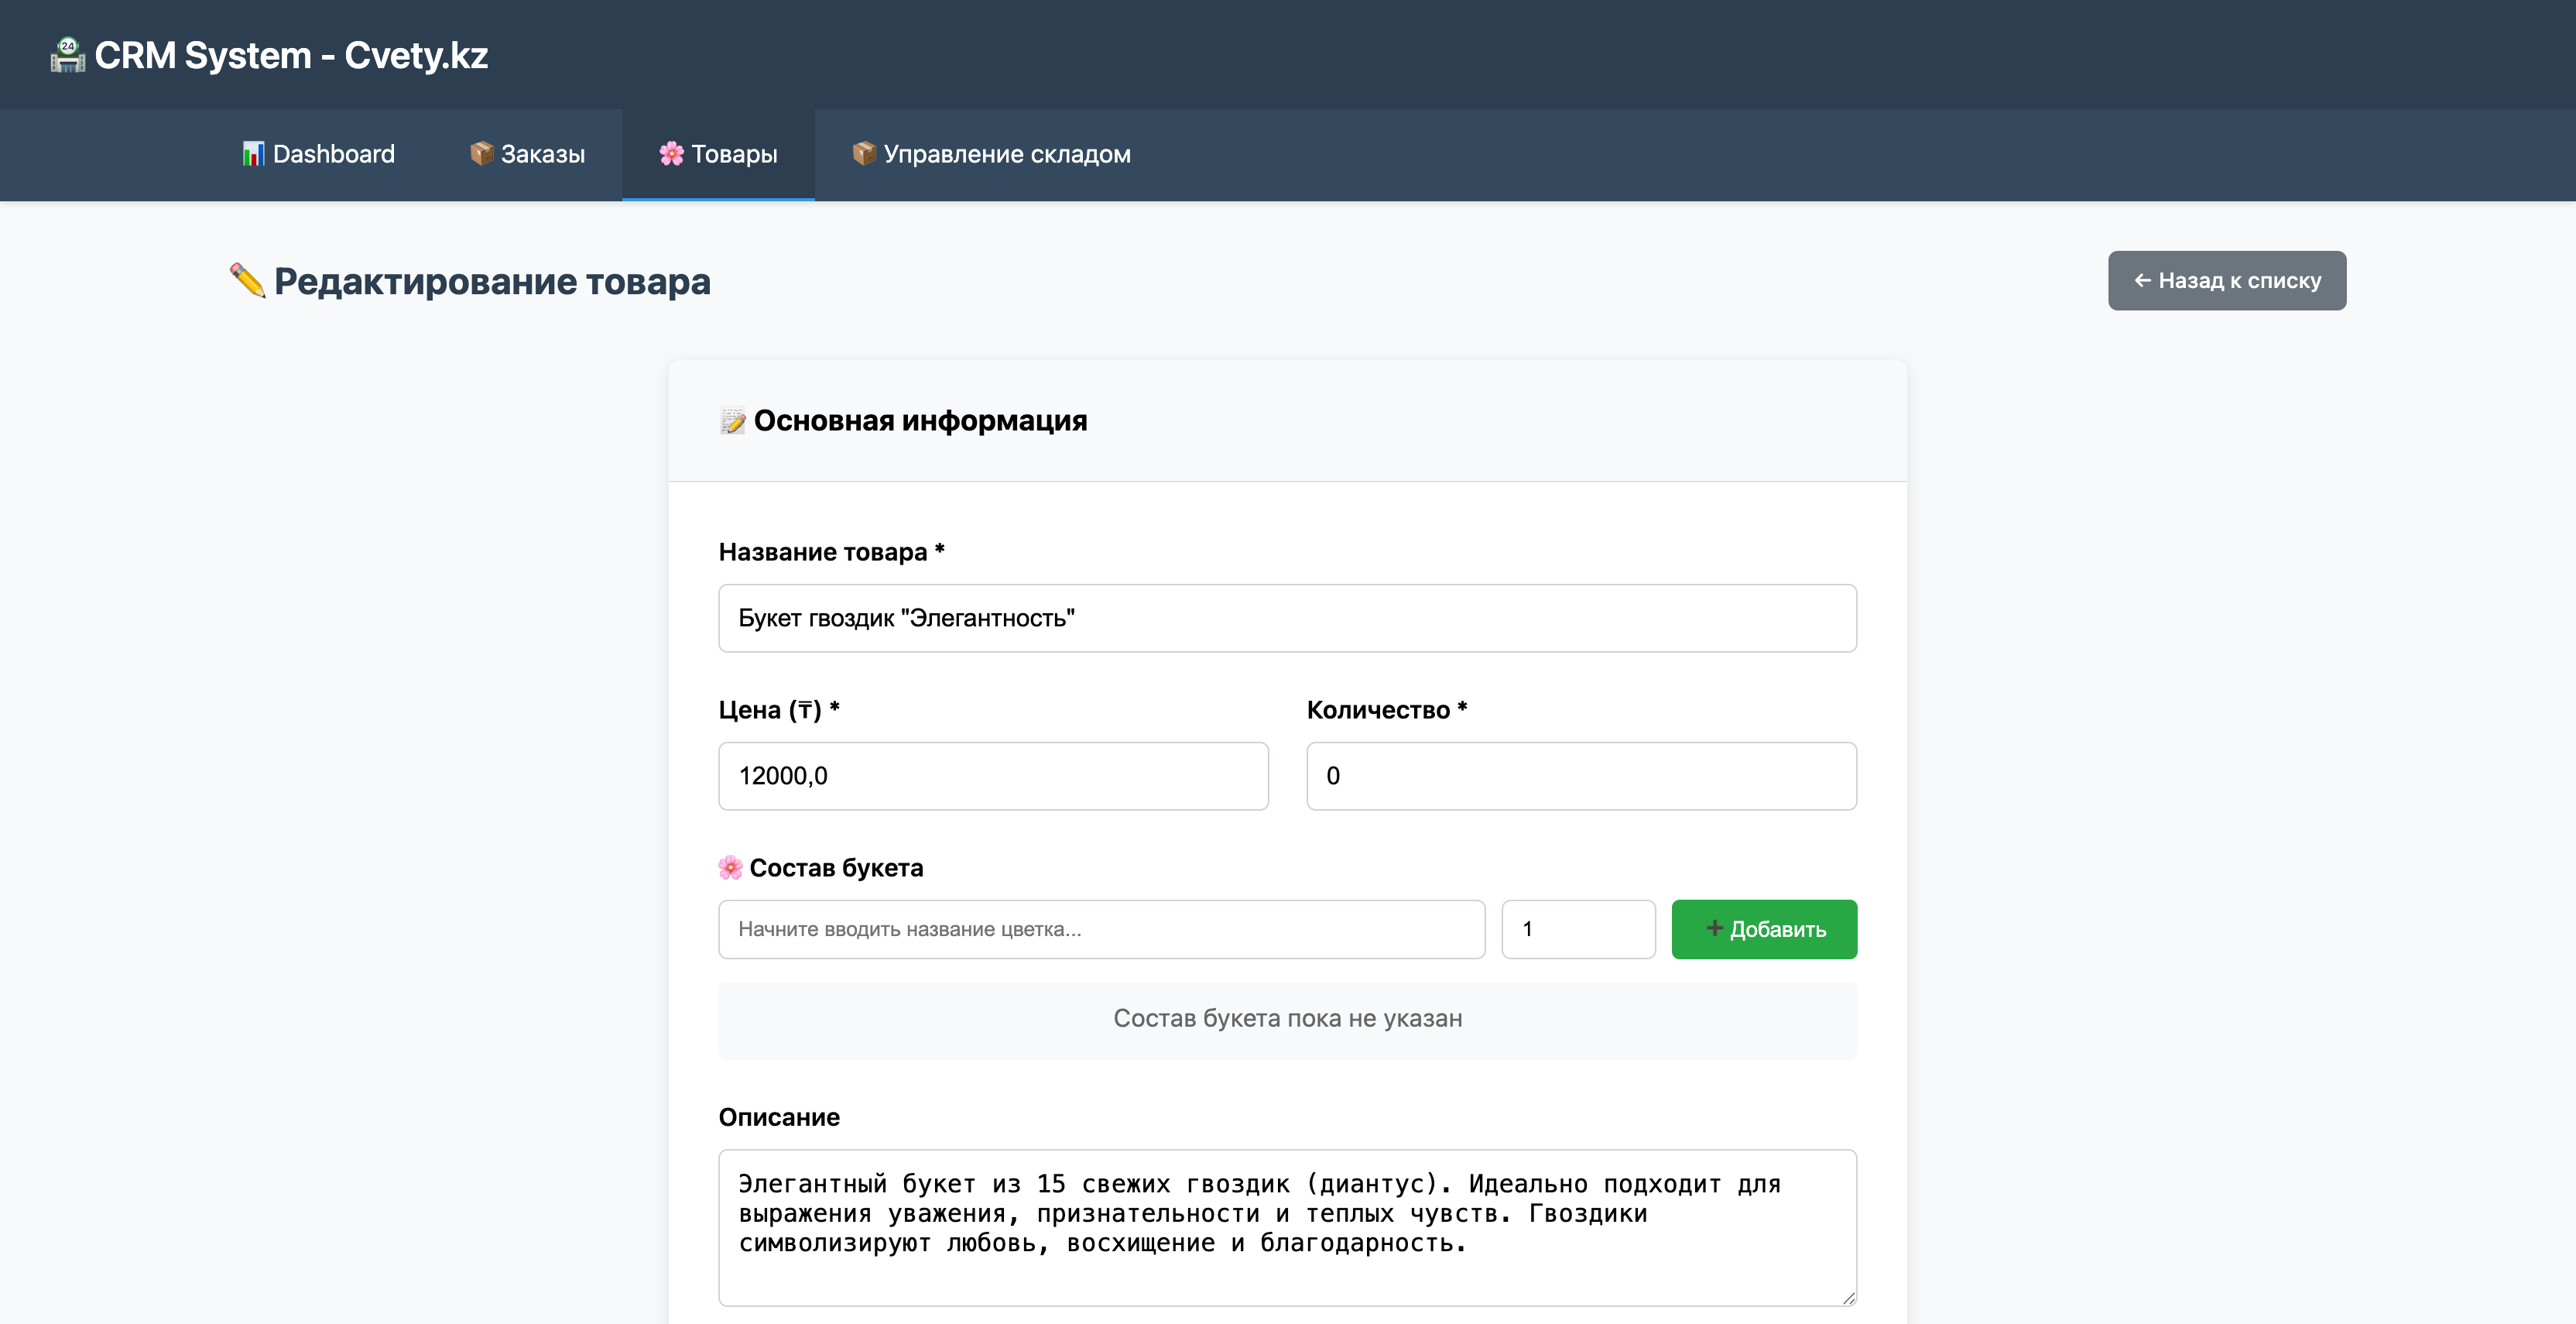 24 CRM System - Cvety.kz
Dashboard
Заказы
Товары
Управление складом
Редактирование товара
← Назад к списку
Основная информация
Название товара *
Букет гвоздик "Элегантность"
Цена (₸) *
Количество *
12000,0
0
Состав букета
Начните вводить название цветка...
1
+ Добавить
Состав букета пока не указан
Описание
Элегантный букет из 15 свежих гвоздик (диантус). Идеально подходит для
выражения уважения, признательности и теплых чувств. Гвоздики
символизируют любовь, восхищение и благодарность.